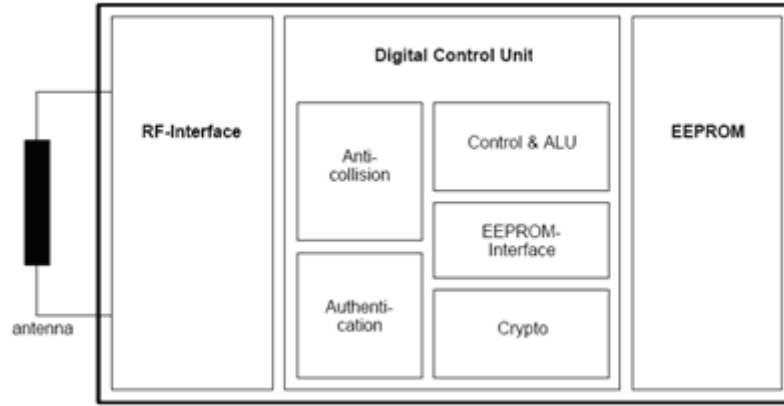 Digital Control Unit
RF-Interface
EEPROM
Anti-
collision
Control & ALU
EEPROM-
Interface
Authenti-
cation
Crypto
antenna